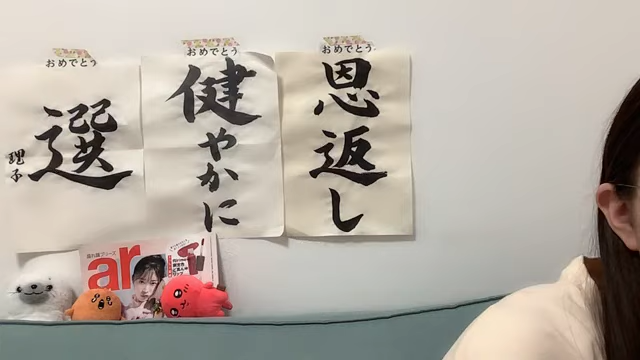 おめでとう
選
理子
おめでとう
健やかに
おめでとう
恩返し
ar